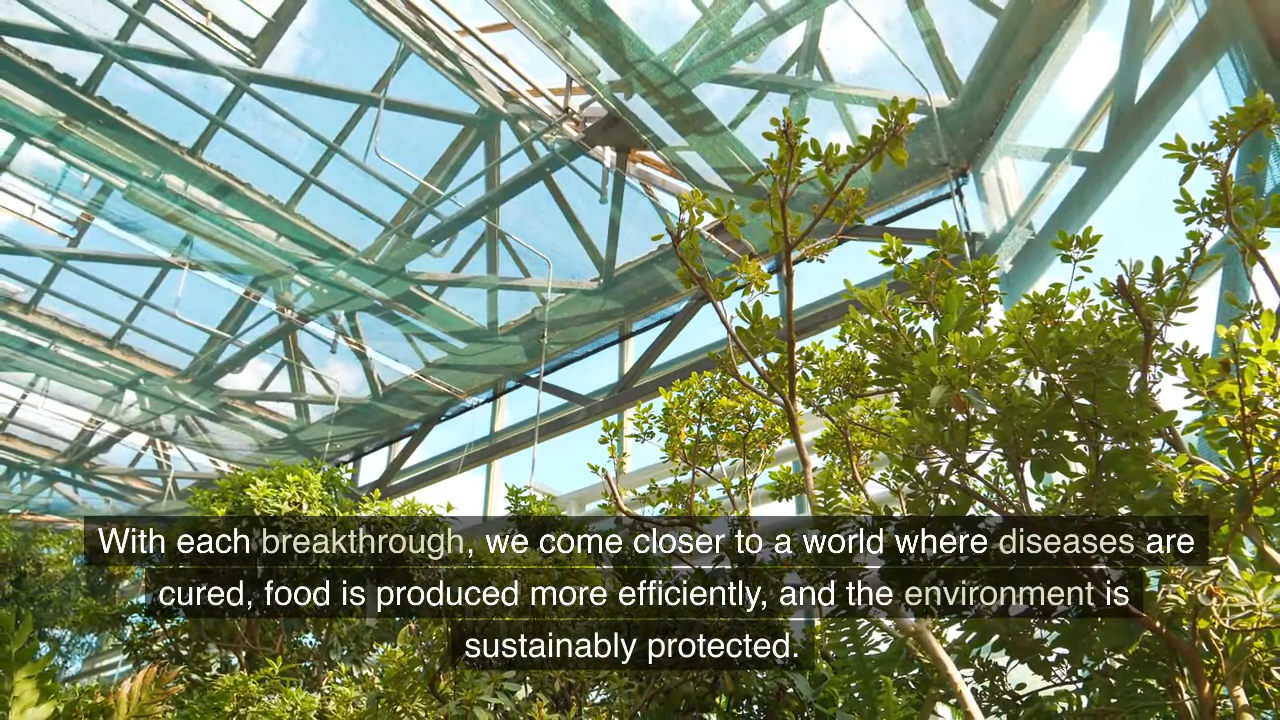 With each breakthrough, we come closer to a world where diseases are
cured, food is produced more efficiently, and the environment is
sustainably protected.